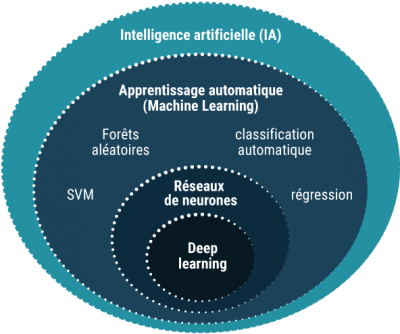 Intelligence artificielle (IA)
Apprentissage automatique
(Machine Learning)
Forêts
aléatoires
classification
automatique
SVM
Réseaux
de neurones
régression
Deep
learning